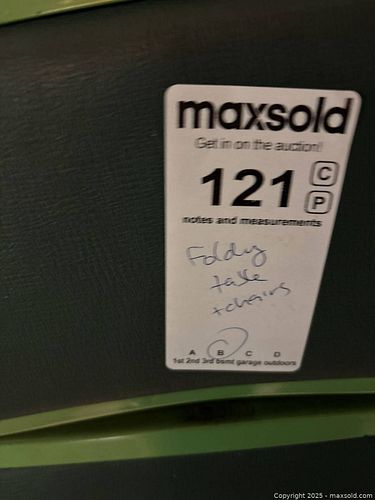 maxsold
Get in on the auction!
121
C
P
notes and measurements
Foldy
table
+chairs
A B C D
1st 2nd 3rd bsmt garage outdoors
Copyright 2025 - maxsold.com